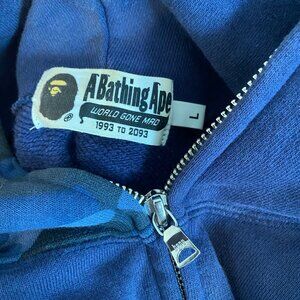 A Bathing Ape
WORLD GONE MAD
1993 TO 2093
®
L